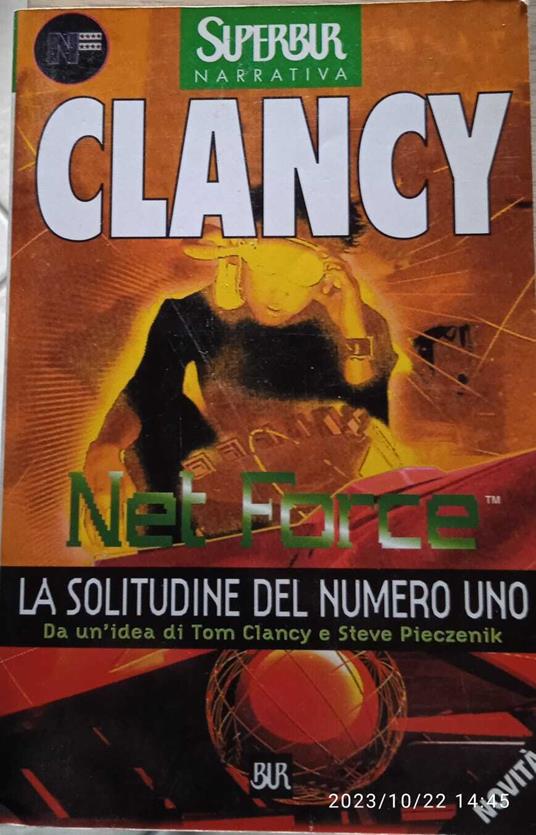 NF
SUPERBUR
NARRATIVA
CLANCY
Net Force™
LA SOLITUDINE DEL NUMERO UNO
Da un'idea di Tom Clancy e Steve Pieczenik
BUR
NOVITÀ
2023/10/22 14:45